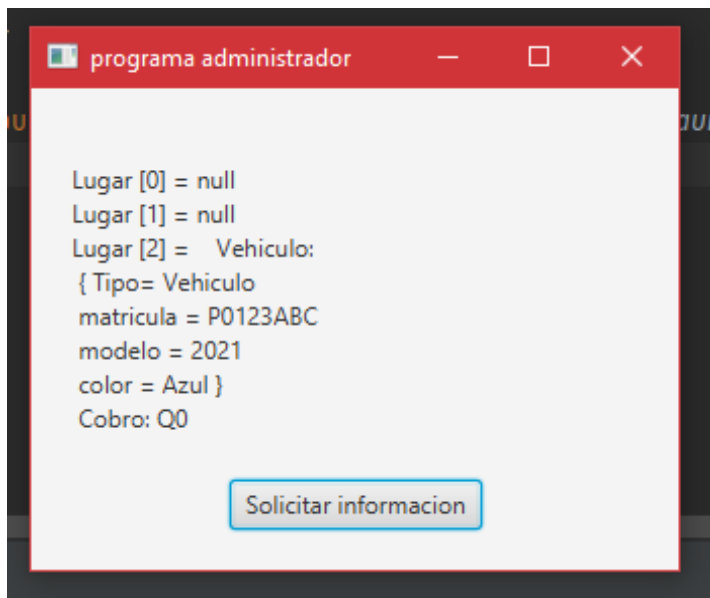 programa administrador
Lugar [0] = null
Lugar [1] = null
Lugar [2] =    Vehiculo:
{ Tipo= Vehiculo
matricula = P0123ABC
modelo = 2021
color = Azul }
Cobro: Q0
Solicitar informacion